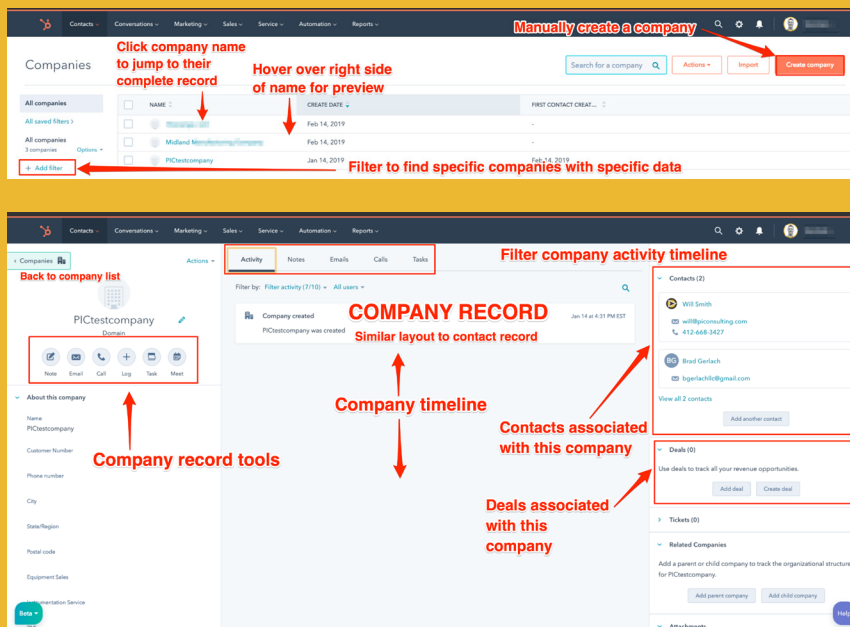 Contacts Conversations Marketing Sales Service Automation Reports
Manually create a company
Click company name
to jump to their
complete record
Hover over right side
of name for preview
Companies
Search for a company
Actions
Import
Create company
All companies
NAME
CREATE DATE
FIRST CONTACT CREAT...
All saved filters >
Feb 14, 2019
-
All companies
3 companies
Options
Midland
Feb 14, 2019
-
PICtestcompany
Jan 14, 2019
Feb 14, 2019
+ Add filter
Filter to find specific companies with specific data
Contacts Conversations Marketing Sales Service Automation Reports
< Companies
Actions
Back to company list
Activity
Notes
Emails
Calls
Tasks
Filter company activity timeline
Filter by: Filter activity (7/10) All users
PICtestcompany
Domain
Note
Email
Call
Log
Task
Meet
Company created
Jan 14 at 4:31 PM EST
PICtestcompany was created
COMPANY RECORD
Similar layout to contact record
Company timeline
Company record tools
About this company
Name
PICtestcompany
Customer Number
Phone number
City
State/Region
Postal code
Equipment Sales
Instrumentation Service
Beta
Contacts (2)
Will Smith
will@piconsulting.com
412-668-3427
BG
Brad Gerlach
bgerlachllc@gmail.com
View all 2 contacts
Add another contact
Contacts associated
with this company
Deals (0)
Use deals to track all your revenue opportunities.
Add deal
Create deal
Deals associated
with this
company
Tickets (0)
Related Companies
Add a parent or child company to track the organizational structure
for PICtestcompany.
Add parent company
Add child company
Attachments
Help